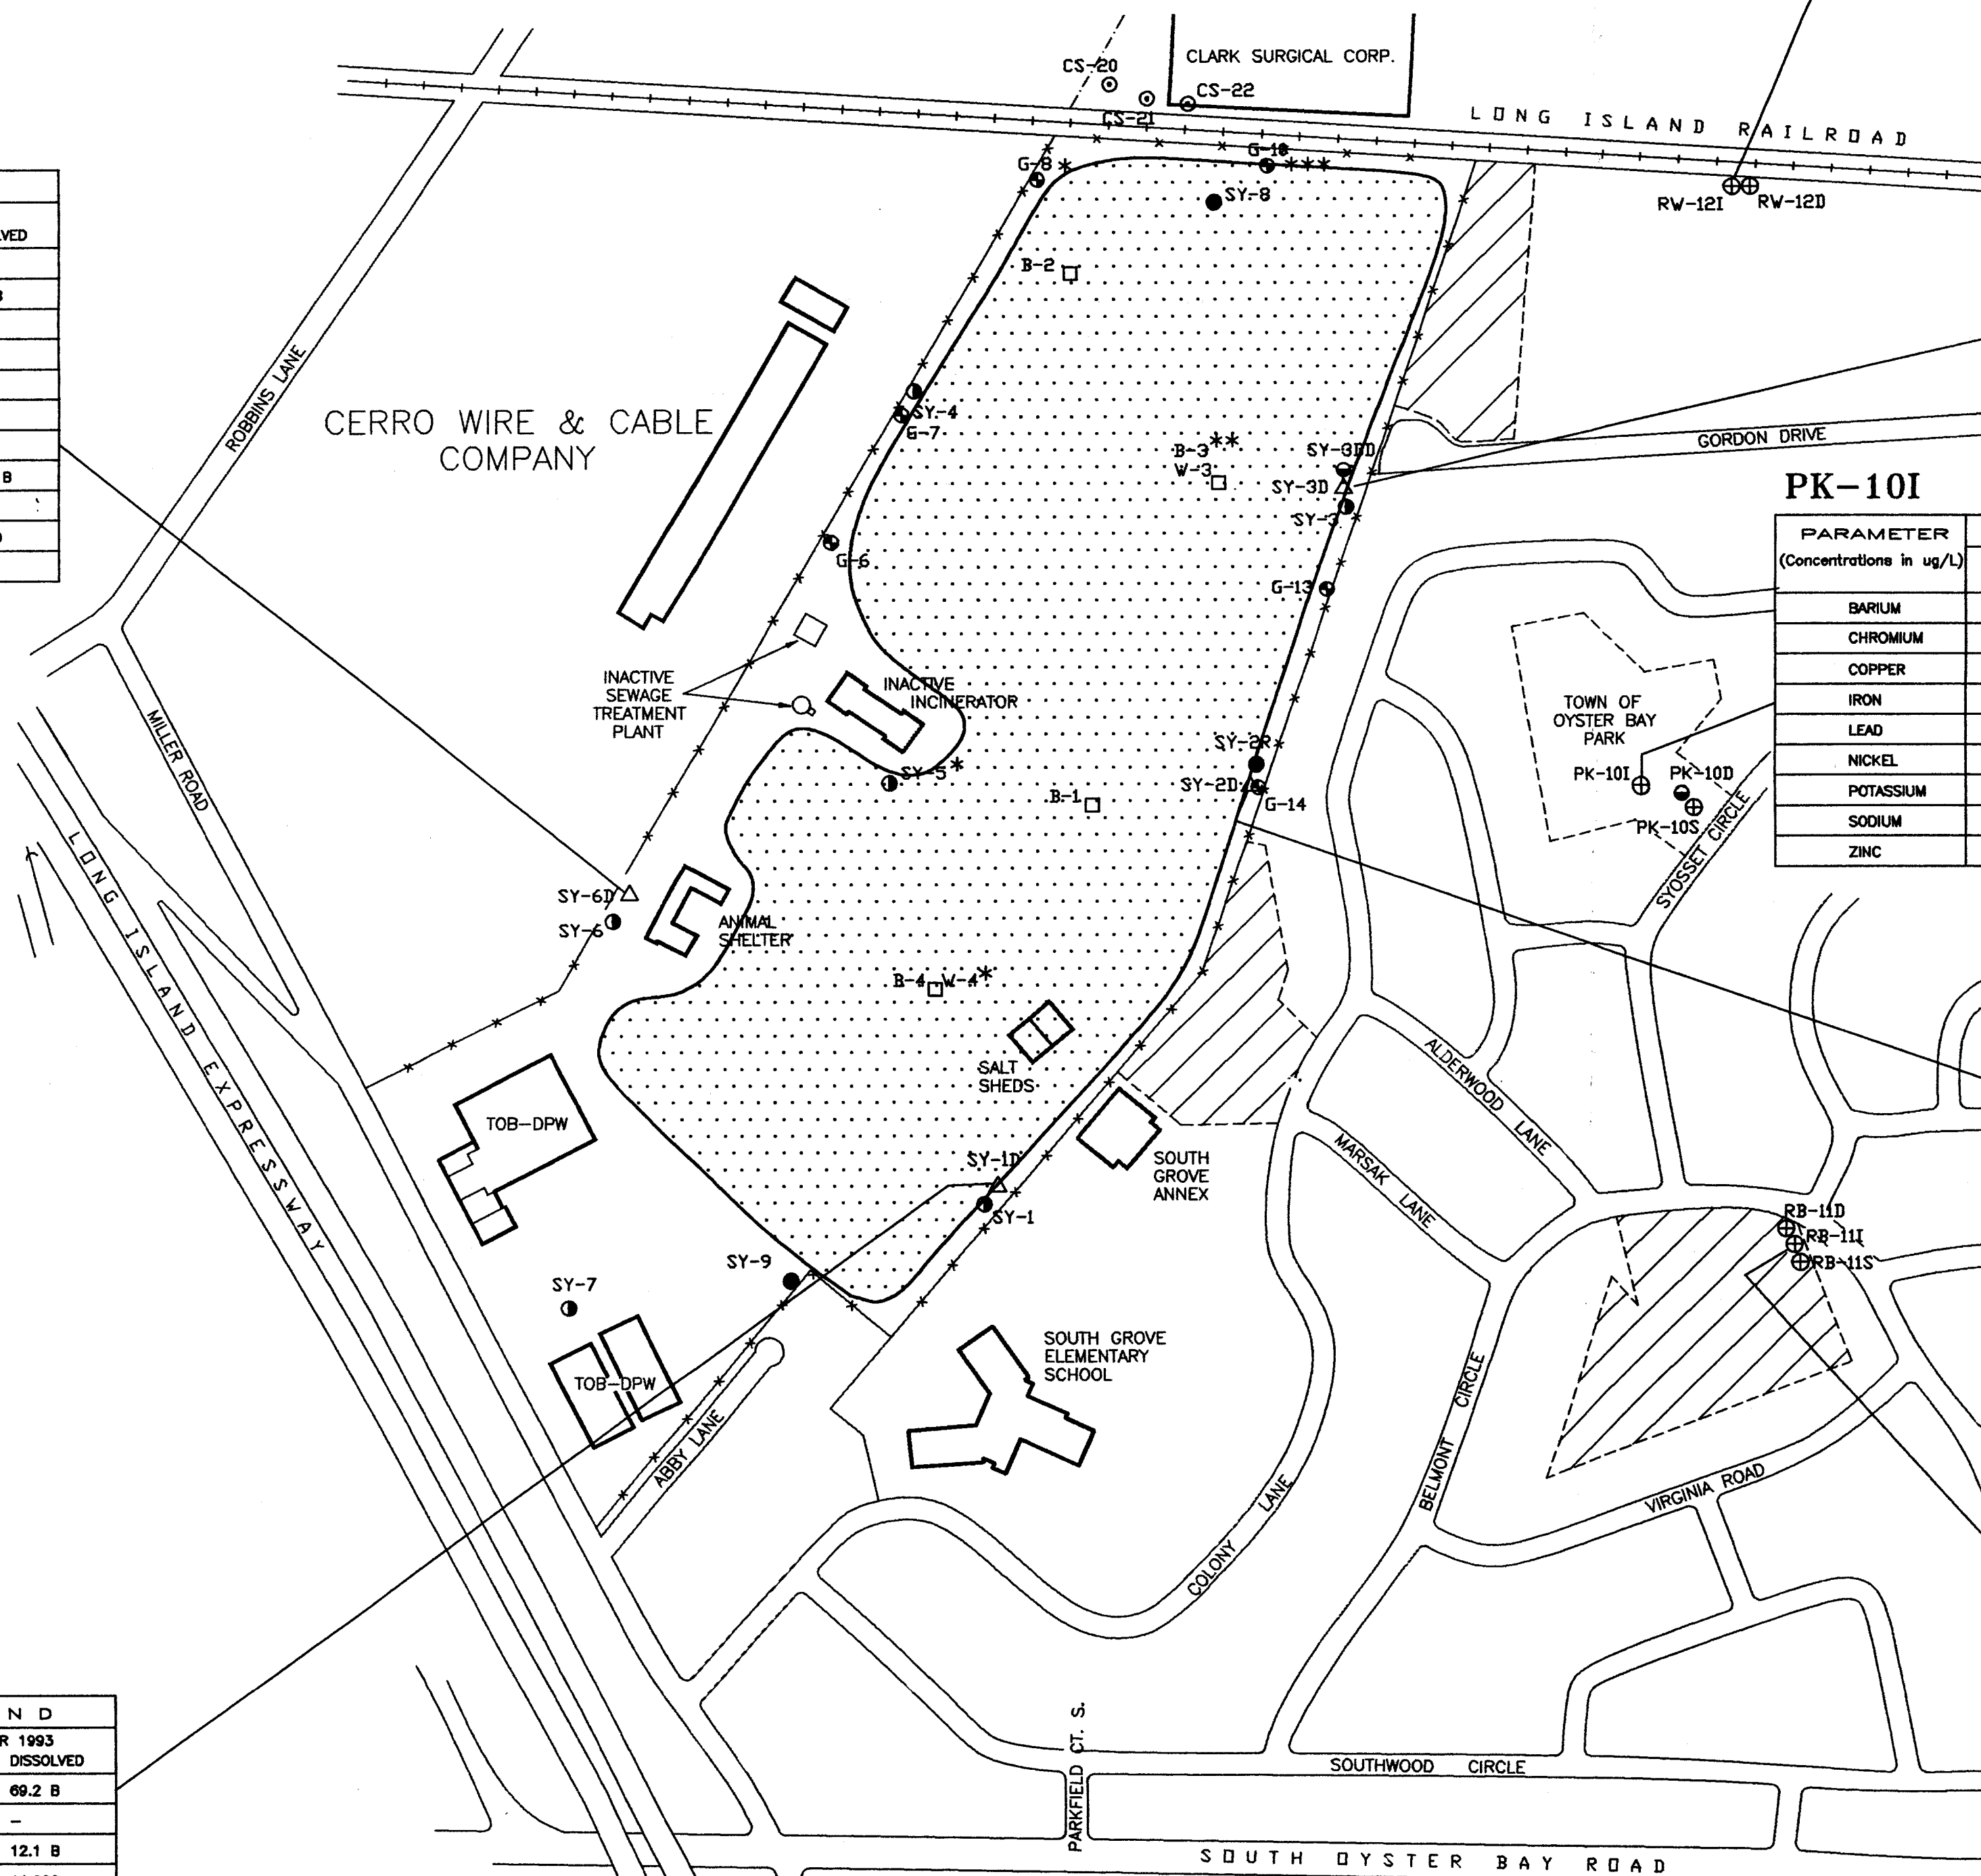 CLARK SURGICAL CORP.
CS-20
CS-22
CS-21
LONG ISLAND RAILROAD
G-8 *
***
SY-8
RW-12I
RW-12D
VED
B-2
ROBBINS LANE
CERRO WIRE & CABLE
COMPANY
SY-4
G-7
**
B-3
W-3
SY-3DD
SY-3D
SY-3
GORDON DRIVE
B
PK-10I
PARAMETER
(Concentrations in ug/L)
BARIUM
CHROMIUM
COPPER
IRON
LEAD
NICKEL
POTASSIUM
SODIUM
ZINC
G-6
G-13
INACTIVE
SEWAGE
TREATMENT
PLANT
INACTIVE
INCINERATOR
TOWN OF
OYSTER BAY
PARK
PK-10I
PK-10D
PK-10S
SYOSSET CIRCLE
MILLER ROAD
SY-2R
SY-2D
G-14
SY-5 *
B-1
LONG ISLAND EXPRESSWAY
SY-6D
SY-6
ANIMAL
SHELTER
B-4 W-4 *
SALT
SHEDS
ALDERWOOD LANE
MARSAK LANE
TOB-DPW
SOUTH
GROVE
ANNEX
SY-1D
SY-1
RB-11D
RB-11I
RB-11S
SY-9
SY-7
TOB-DPW
SOUTH GROVE
ELEMENTARY
SCHOOL
ABBY LANE
COLONY LANE
BELMONT CIRCLE
VIRGINIA ROAD
N D
R 1993
DISSOLVED
69.2 B
–
12.1 B
PARKFIELD CT. S.
SOUTHWOOD CIRCLE
SOUTH OYSTER BAY ROAD